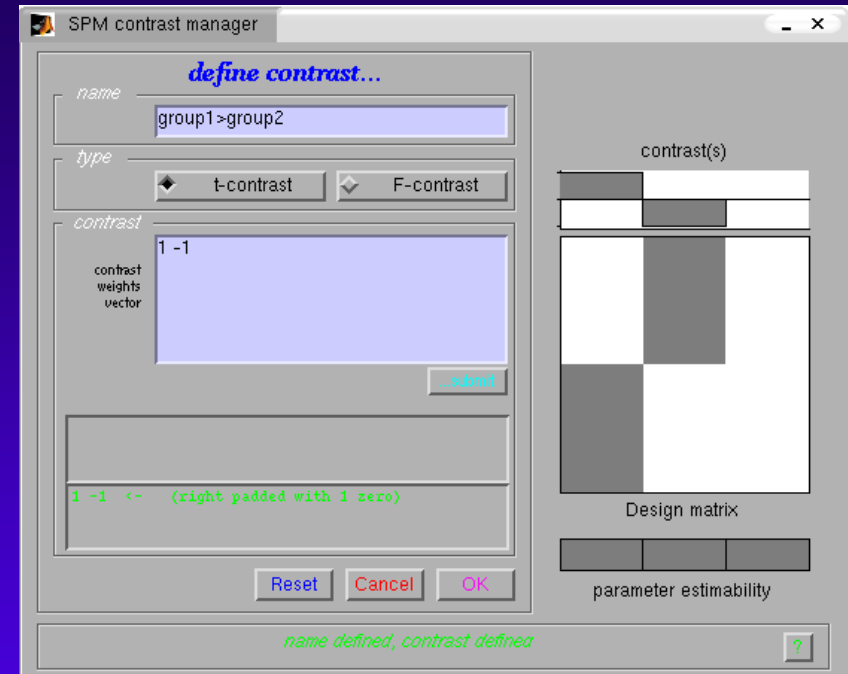 SPM contrast manager
define contrast...
name
group1>group2
type
t-contrast
F-contrast
contrast
contrast
weights
vector
1 -1
...submit
1 -1 <- (right padded with 1 zero)
Reset
Cancel
OK
contrast(s)
Design matrix
parameter estimability
name defined, contrast defined
?